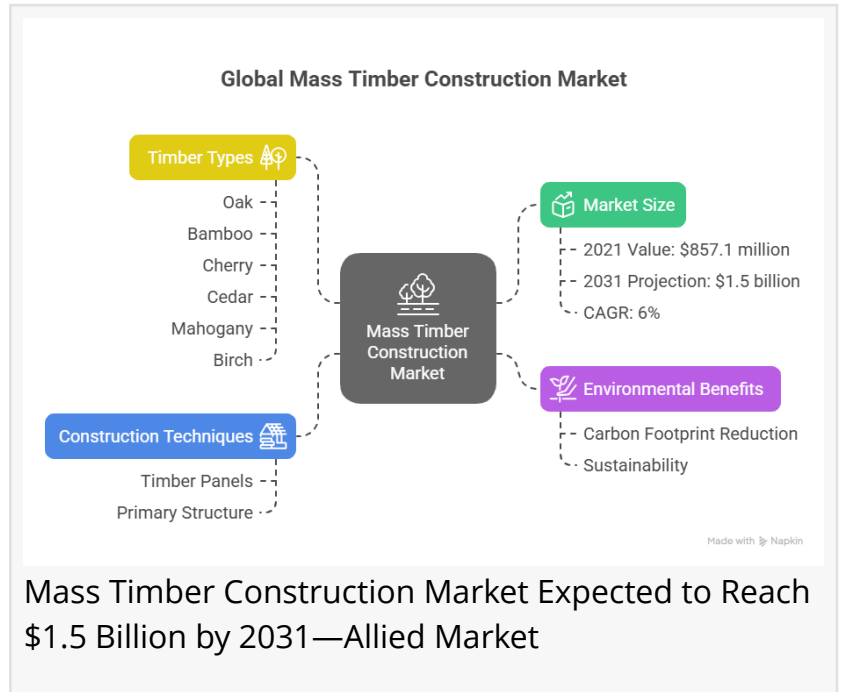 Global Mass Timber Construction Market
Timber Types
Oak
Bamboo
Cherry
Cedar
Mahogany
Birch
Construction Techniques
Timber Panels
Primary Structure
Mass Timber
Construction
Market
Market Size
2021 Value: $857.1 million
2031 Projection: $1.5 billion
CAGR: 6%
Environmental Benefits
Carbon Footprint Reduction
Sustainability
Made with Napkin
Mass Timber Construction Market Expected to Reach
$1.5 Billion by 2031—Allied Market